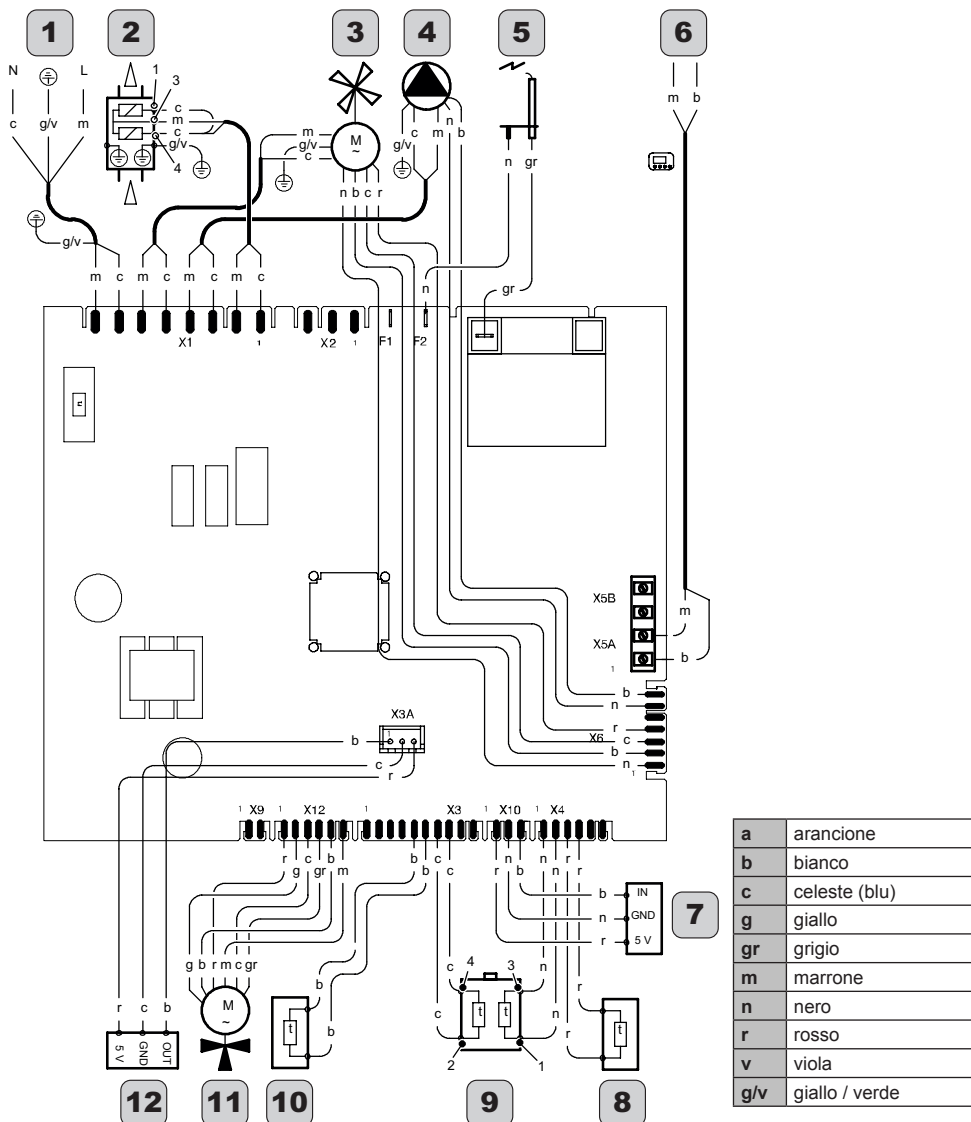 1 2 3 4 5 6
N L
1
3
c m b
c g/v m m c g/v
c g/v c m n b
m M ~
g/v 4 g/v n gr
c
n b c r
g/v
m c m c m c m c n gr
X1 1 X2 1 F1 F2
X5B
m
X5A
1 b
b
n
X3A r
b 1 X6 c
c b
r n
1
1 X9 1 X12 1 X3 1 X10 1 X4
r c b b c n n r
g gr m b c r b n r
b IN
n GND 7
r 5 V
g b r m c gr
4 3
c n r
M ~ b t
r c b t t t
c n r
b
5 V GND OUT 2 1
12 11 10 9 8
a arancione
b bianco
c celeste (blu)
g giallo
gr grigio
m marrone
n nero
r rosso
v viola
g/v giallo / verde